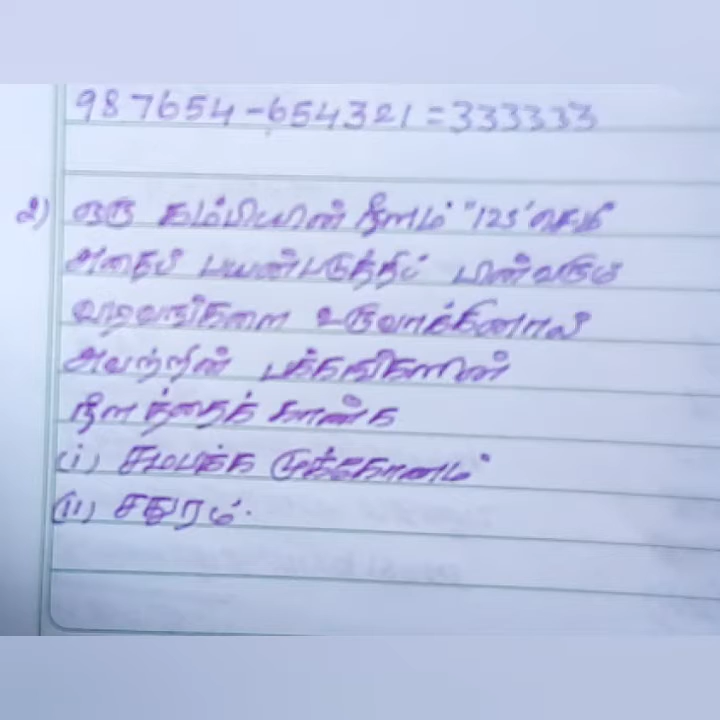 987654-654321=333333
2) ஒரு கம்பியின் நீளம் "12s' செ.மீ
அதைப் பயன்படுத்திப் பின்வரும்
வடிவங்களை உருவாக்கினால்
அவற்றின் பக்கங்களின்
நீளத்தைக் காண்க
(i) சமபக்க முக்கோணம்
(ii) சதுரம்.